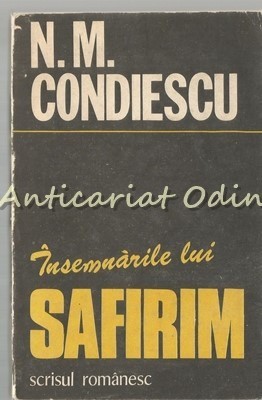 N. M.
CONDIESCU
Anticariat Odin
Însemnările lui
SAFIRIM
scrisul românesc